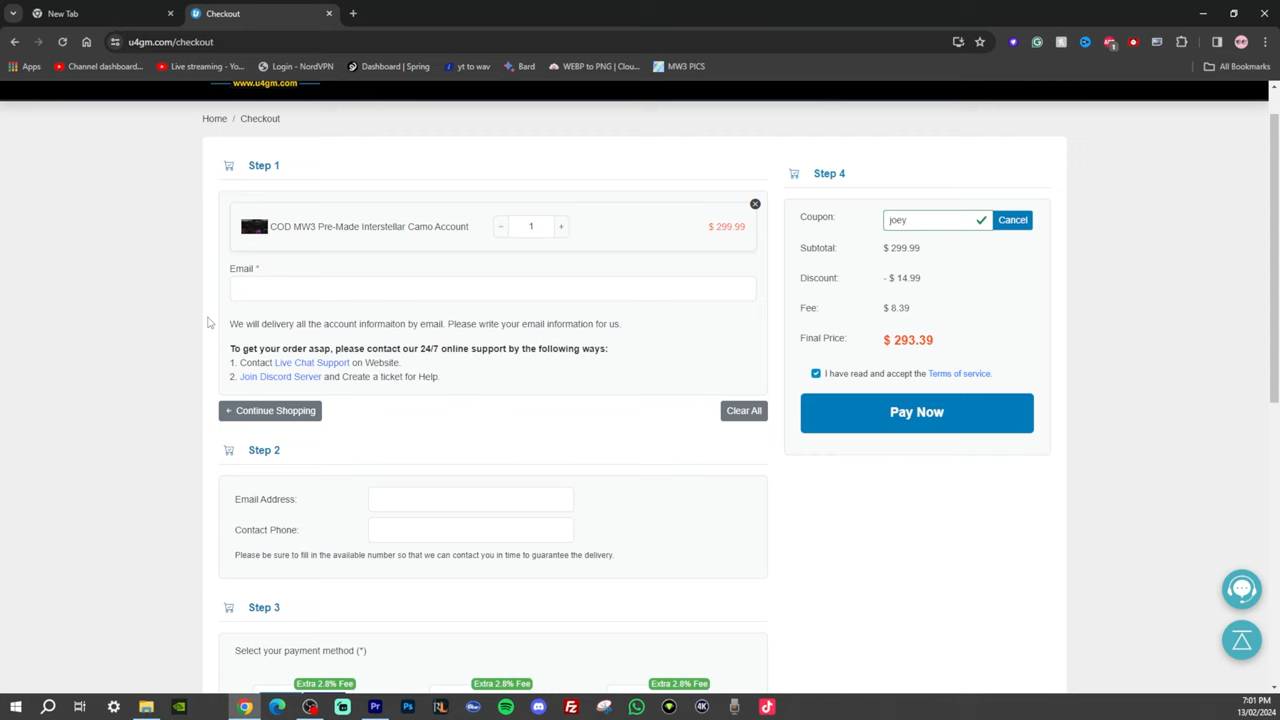 New Tab
Checkout
u4gm.com/checkout
Apps
Channel dashboard...
Live streaming - Yo...
Login - NordVPN
Dashboard | Spring
yt to wav
Bard
WEBP to PNG | Clou...
MW3 PICS
All Bookmarks
www.u4gm.com
Home / Checkout
Step 1
COD MW3 Pre-Made Interstellar Camo Account
− 1 +
$ 299.99
Email *
We will delivery all the account informaiton by email. Please write your email information for us.
To get your order asap, please contact our 24/7 online support by the following ways:
1. Contact Live Chat Support on Website.
2. Join Discord Server and Create a ticket for Help.
← Continue Shopping
Clear All
Step 2
Email Address:
Contact Phone:
Please be sure to fill in the available number so that we can contact you in time to guarantee the delivery.
Step 3
Select your payment method (*)
Extra 2.8% Fee
Extra 2.8% Fee
Extra 2.8% Fee
Step 4
Coupon: joey Cancel
Subtotal: $ 299.99
Discount: - $ 14.99
Fee: $ 8.39
Final Price: $ 293.39
I have read and accept the Terms of service.
Pay Now
7:01 PM
13/02/2024